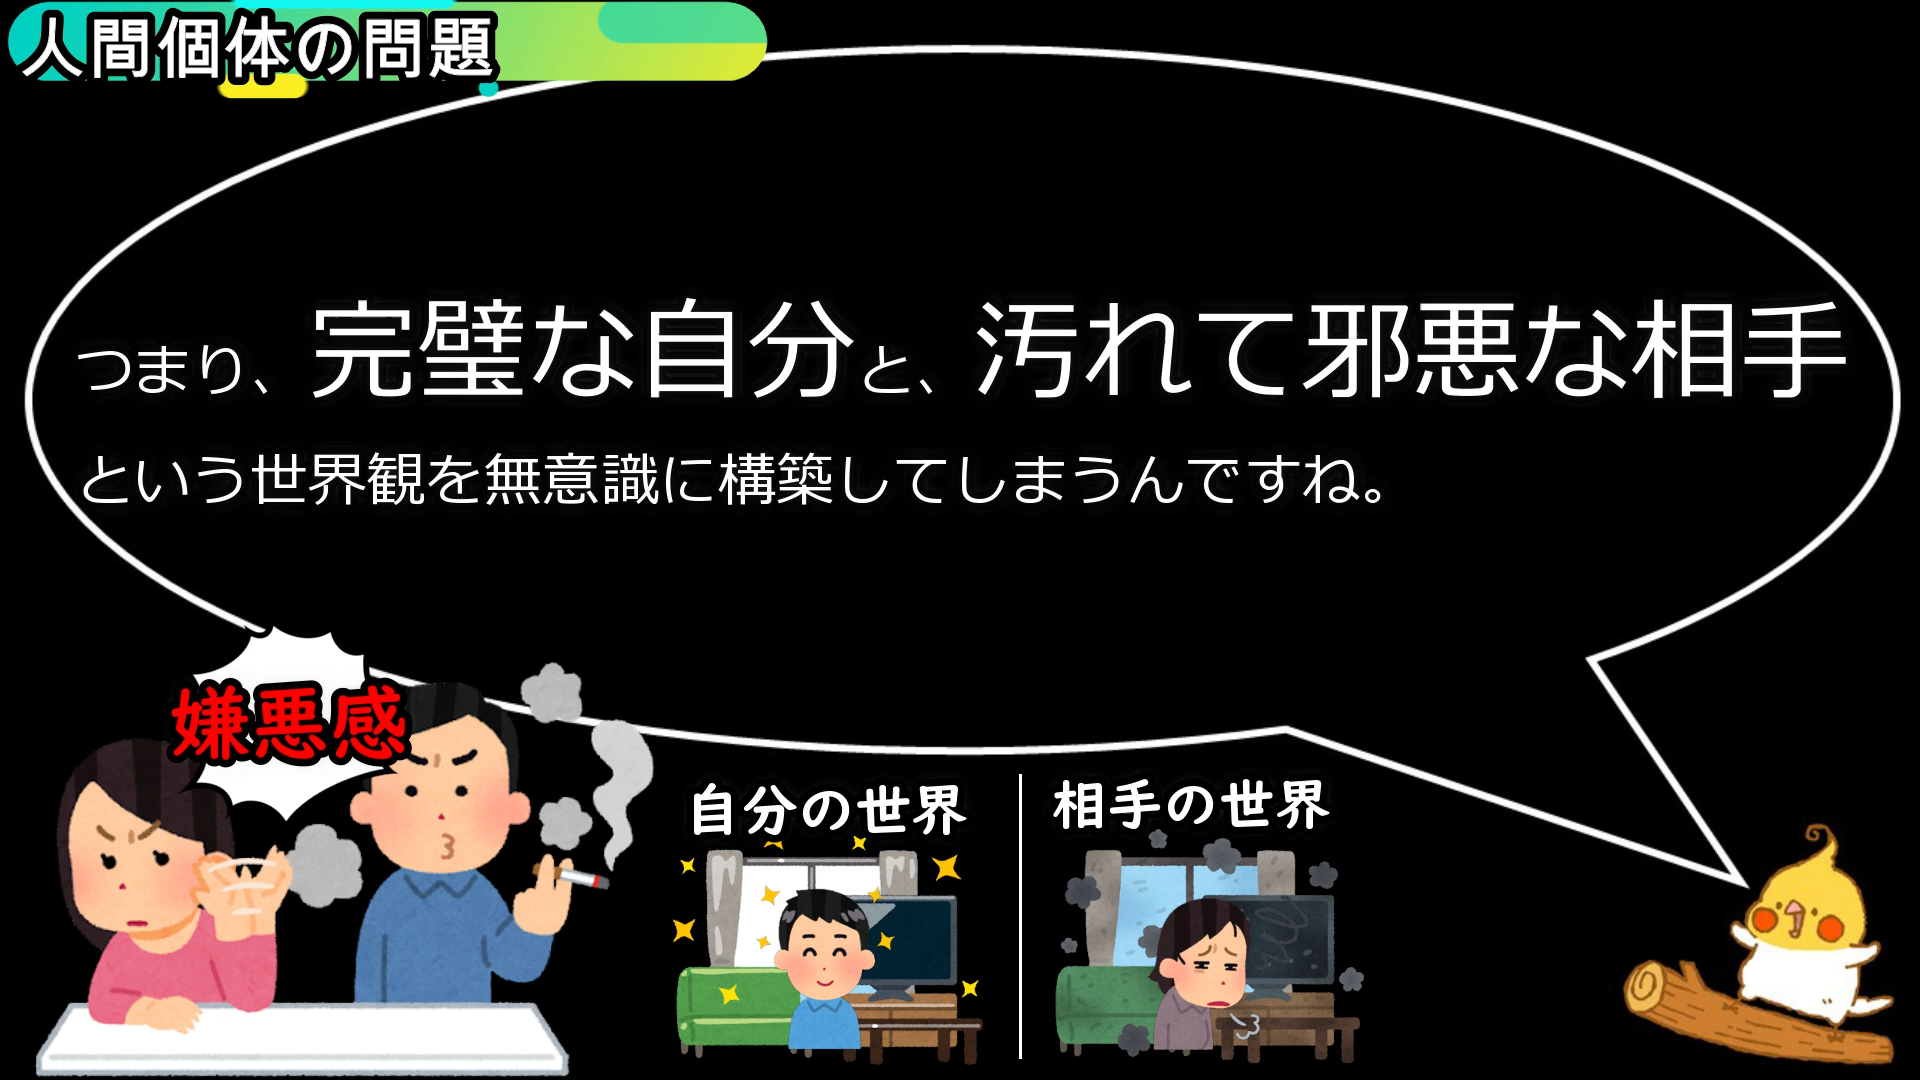 人間個体の問題
つまり、完璧な自分と、汚れて邪悪な相手
という世界観を無意識に構築してしまうんですね。
嫌悪感
自分の世界
相手の世界